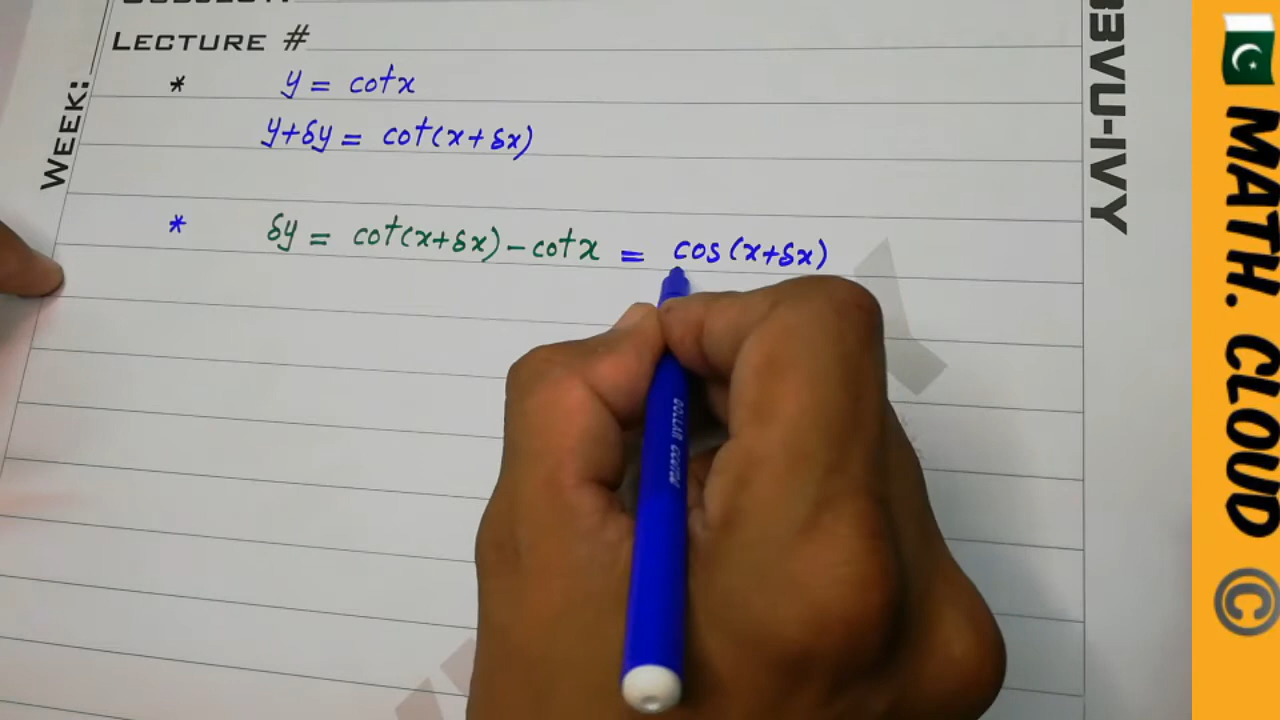 LECTURE #
* y = cotx
y+δy = cot(x+δx)
* δy = cot(x+δx)-cotx = cos(x+δx)
WEEK:
MATH. CLOUD ©